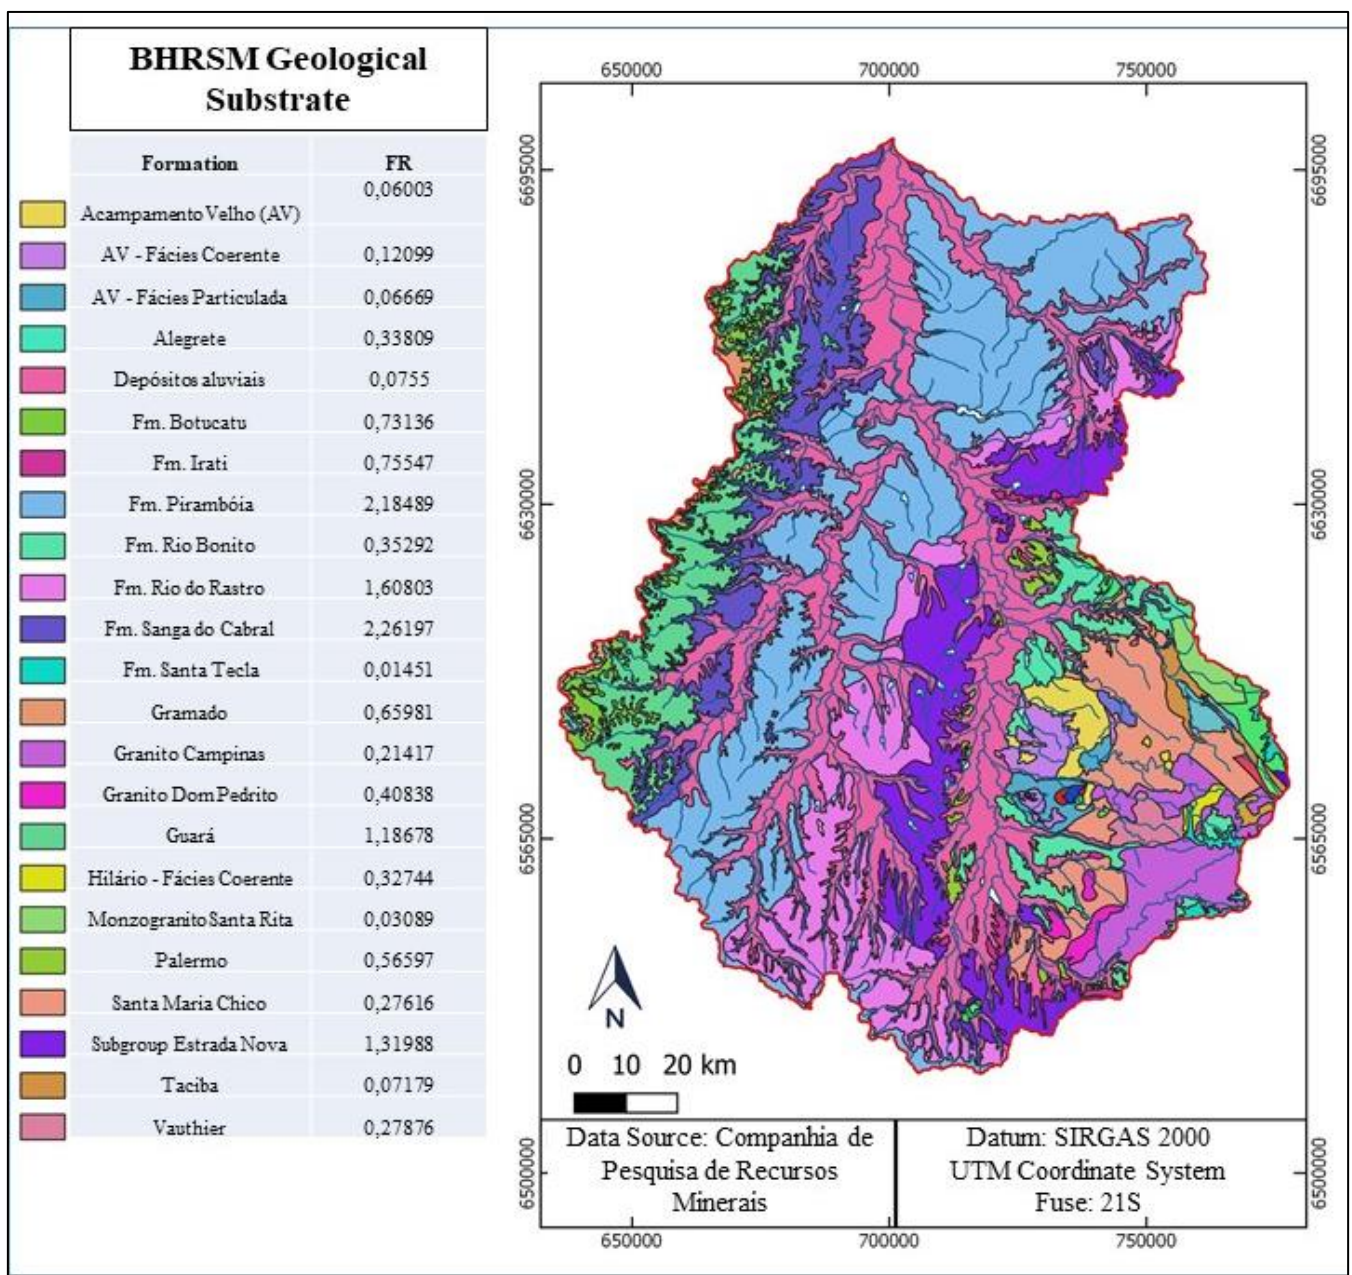 BHRSM Geological
Substrate
Formation FR
Acampamento Velho (AV) 0,06003
AV - Fácies Coerente 0,12099
AV - Fácies Particulada 0,06669
Alegrete 0,33809
Depósitos aluviais 0,0755
Fm. Botucatu 0,73136
Fm. Irati 0,75547
Fm. Pirambóia 2,18489
Fm. Rio Bonito 0,35292
Fm. Rio do Rastro 1,60803
Fm. Sanga do Cabral 2,26197
Fm. Santa Tecla 0,01451
Gramado 0,65981
Granito Campinas 0,21417
Granito Dom Pedrito 0,40838
Guará 1,18678
Hilário - Fácies Coerente 0,32744
Monzogranito Santa Rita 0,03089
Palermo 0,56597
Santa Maria Chico 0,27616
Subgroup Estrada Nova 1,31988
Taciba 0,07179
Vauthier 0,27876
650000 700000 750000
6695000 6695000
6630000 6630000
6565000 6565000
6500000 6500000
N
0 10 20 km
Data Source: Companhia de
Pesquisa de Recursos
Minerais
Datum: SIRGAS 2000
UTM Coordinate System
Fuse: 21S
650000 700000 750000